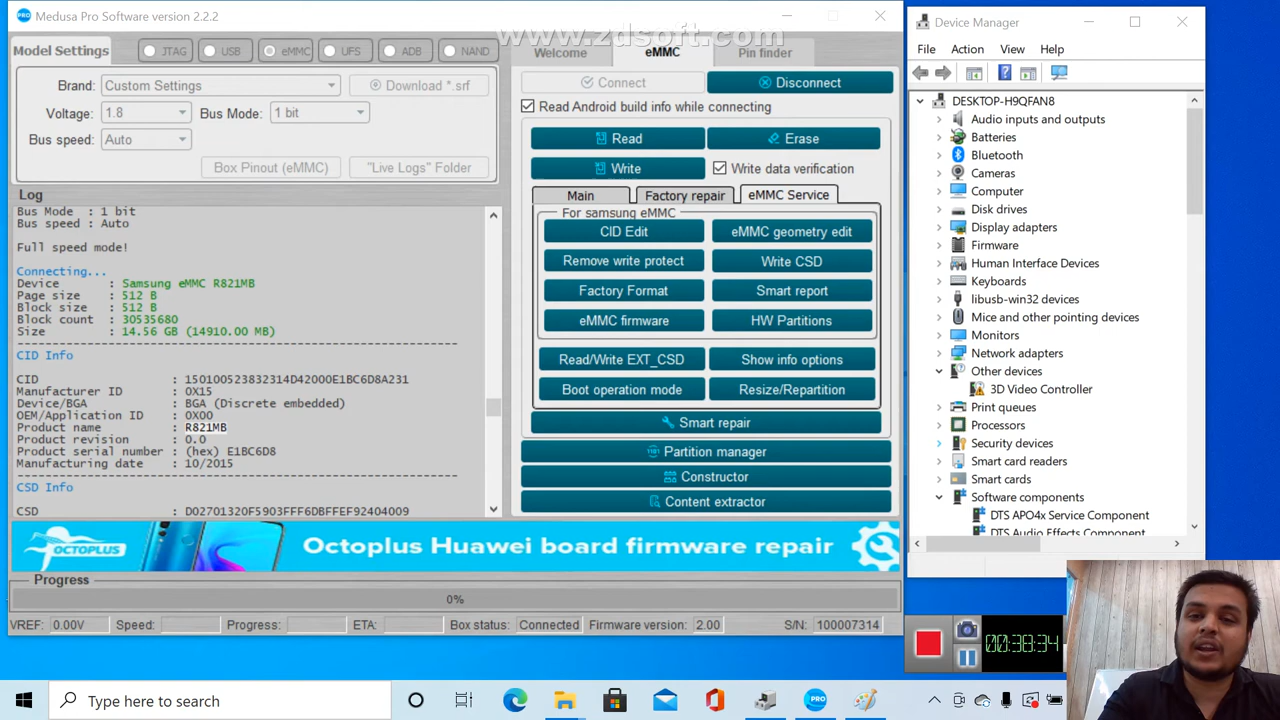 Medusa Pro Software version 2.2.2
www.zdsoft.com
Model Settings
JTAG
USB
eMMC
UFS
ADB
NAND
Brand: Custom Settings
Download *.srf
Voltage: 1.8
Bus Mode: 1 bit
Bus speed: Auto
Box Pinout (eMMC)
"Live Logs" Folder
Log
Bus Mode : 1 bit
Bus speed : Auto
Full speed mode!
Connecting...
Device : Samsung eMMC R821MB
Page size : 512 B
Block size : 512 B
Block count : 30535680
Size : 14.56 GB (14910.00 MB)
CID Info
CID : 150100523832314D42000E1BC6D8A231
Manufacturer ID : 0X15
Device/BGA : BGA (Discrete embedded)
OEM/Application ID : 0X00
Product name : R821MB
Product revision : 0.0
Product serial number : (hex) E1BC6D8
Manufacturing date : 10/2015
CSD Info
CSD : D02701320F5903FFF6DBFFEF92404009
Welcome
eMMC
Pin finder
Connect
Disconnect
Read Android build info while connecting
Read
Erase
Write
Write data verification
Main
Factory repair
eMMC Service
For samsung eMMC
CID Edit
eMMC geometry edit
Remove write protect
Write CSD
Factory Format
Smart report
eMMC firmware
HW Partitions
Read/Write EXT_CSD
Show info options
Boot operation mode
Resize/Repartition
Smart repair
Partition manager
Constructor
Content extractor
OCTOPLUS
Octoplus Huawei board firmware repair
Progress
0%
VREF: 0.00V
Speed:
Progress:
ETA:
Box status: Connected
Firmware version: 2.00
S/N: 100007314
Device Manager
File Action View Help
DESKTOP-H9QFAN8
Audio inputs and outputs
Batteries
Bluetooth
Cameras
Computer
Disk drives
Display adapters
Firmware
Human Interface Devices
Keyboards
libusb-win32 devices
Mice and other pointing devices
Monitors
Network adapters
Other devices
3D Video Controller
Print queues
Processors
Security devices
Smart card readers
Smart cards
Software components
DTS APO4x Service Component
DTS Audio Effects Component
00:38:34
Type here to search
PRO